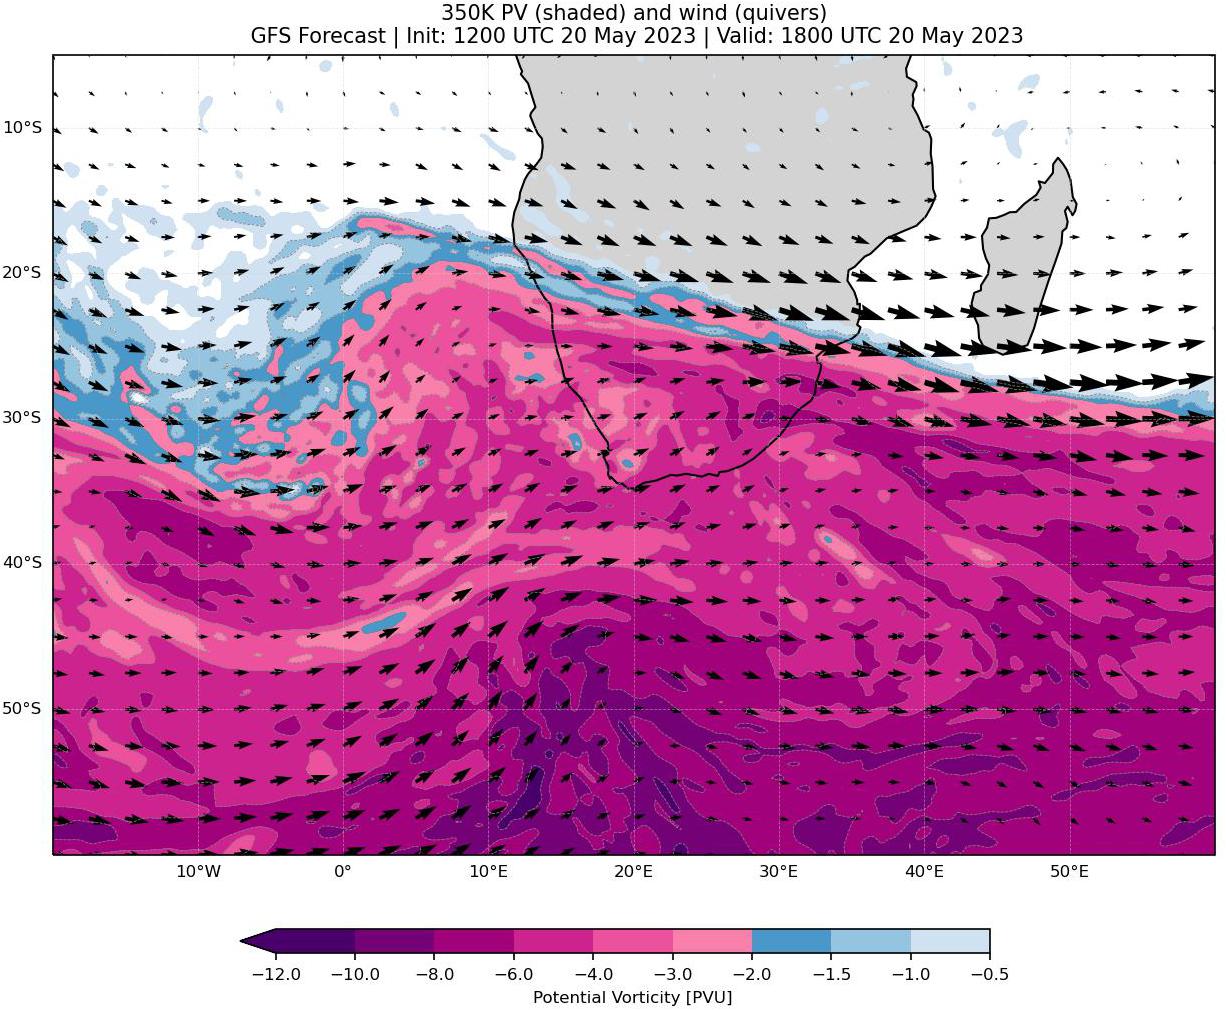 350K PV (shaded) and wind (quivers)
GFS Forecast | Init: 1200 UTC 20 May 2023 | Valid: 1800 UTC 20 May 2023
10°S
20°S
30°S
40°S
50°S
10°W 0° 10°E 20°E 30°E 40°E 50°E
−12.0 −10.0 −8.0 −6.0 −4.0 −3.0 −2.0 −1.5 −1.0 −0.5
Potential Vorticity [PVU]